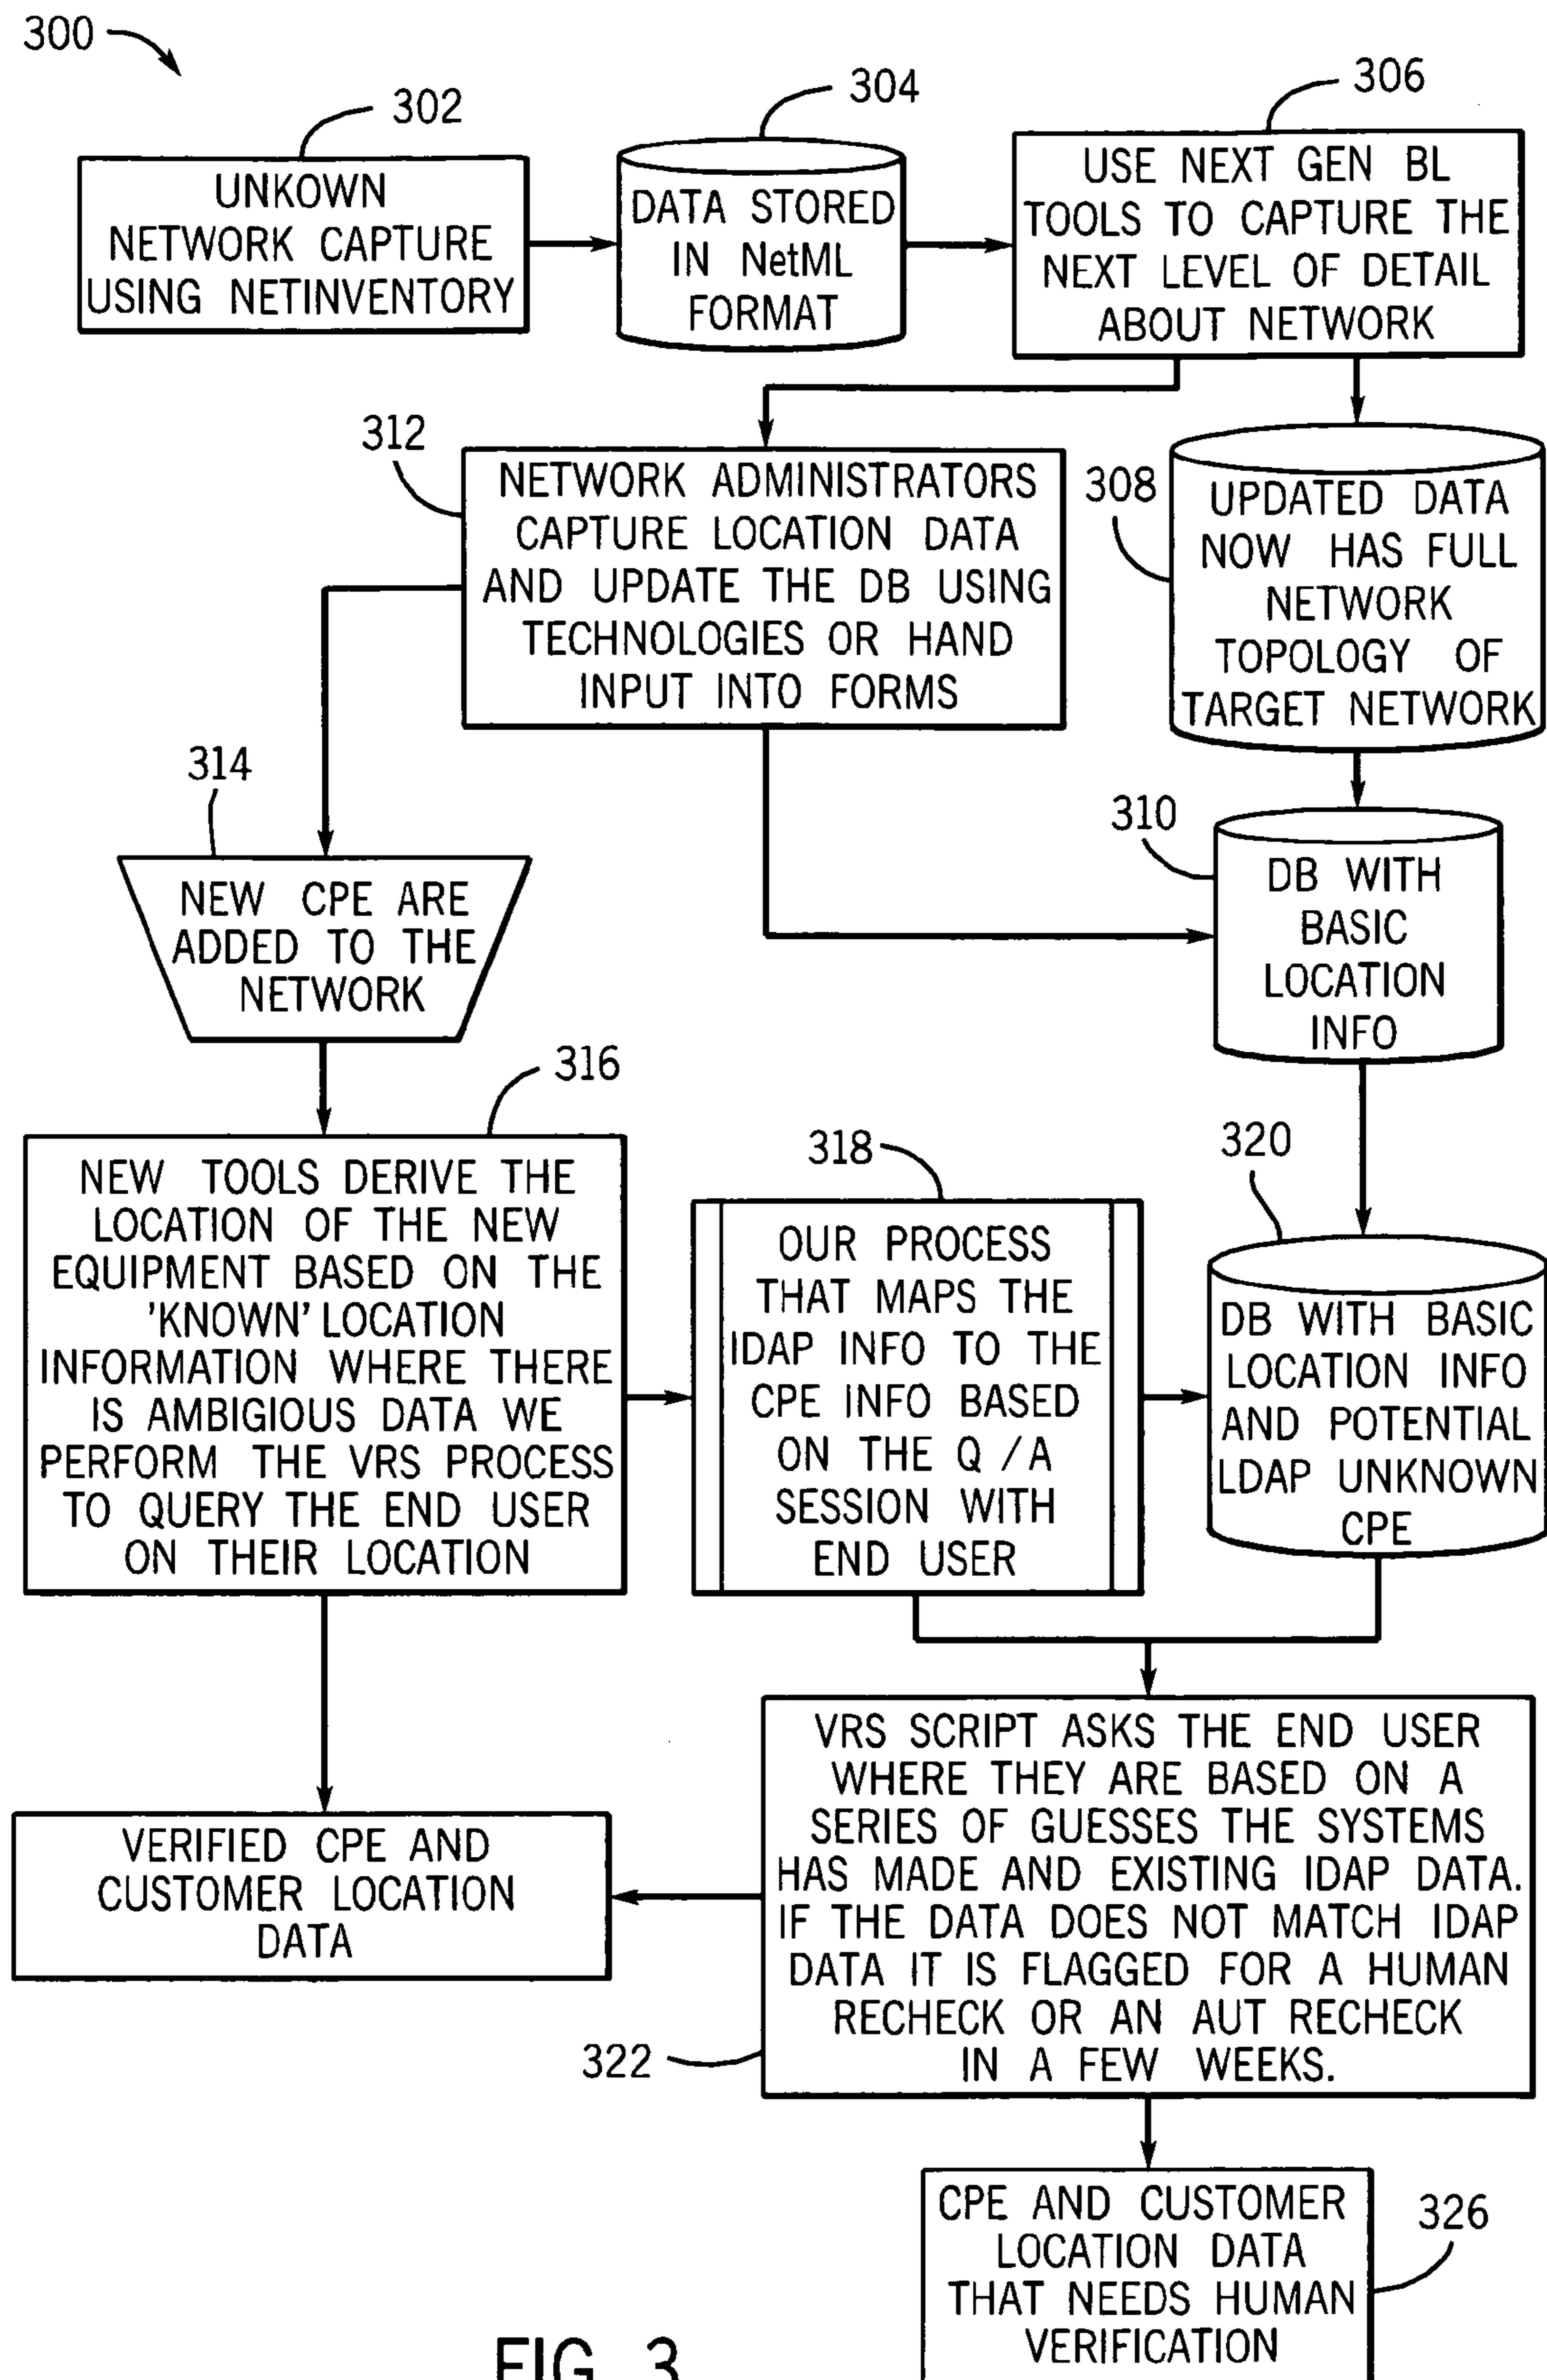 300
302
UNKOWN
NETWORK CAPTURE
USING NETINVENTORY
304
DATA STORED
IN NetML
FORMAT
306
USE NEXT GEN BL
TOOLS TO CAPTURE THE
NEXT LEVEL OF DETAIL
ABOUT NETWORK
312
NETWORK ADMINISTRATORS
CAPTURE LOCATION DATA
AND UPDATE THE DB USING
TECHNOLOGIES OR HAND
INPUT INTO FORMS
308
UPDATED DATA
NOW HAS FULL
NETWORK
TOPOLOGY OF
TARGET NETWORK
314
NEW CPE ARE
ADDED TO THE
NETWORK
310
DB WITH
BASIC
LOCATION
INFO
316
NEW TOOLS DERIVE THE
LOCATION OF THE NEW
EQUIPMENT BASED ON THE
'KNOWN' LOCATION
INFORMATION WHERE THERE
IS AMBIGIOUS DATA WE
PERFORM THE VRS PROCESS
TO QUERY THE END USER
ON THEIR LOCATION
318
OUR PROCESS
THAT MAPS THE
IDAP INFO TO THE
CPE INFO BASED
ON THE Q / A
SESSION WITH
END USER
320
DB WITH BASIC
LOCATION INFO
AND POTENTIAL
LDAP UNKNOWN
CPE
VERIFIED CPE AND
CUSTOMER LOCATION
DATA
322
VRS SCRIPT ASKS THE END USER
WHERE THEY ARE BASED ON A
SERIES OF GUESSES THE SYSTEMS
HAS MADE AND EXISTING IDAP DATA.
IF THE DATA DOES NOT MATCH IDAP
DATA IT IS FLAGGED FOR A HUMAN
RECHECK OR AN AUT RECHECK
IN A FEW WEEKS.
326
CPE AND CUSTOMER
LOCATION DATA
THAT NEEDS HUMAN
VERIFICATION
FIG. 3